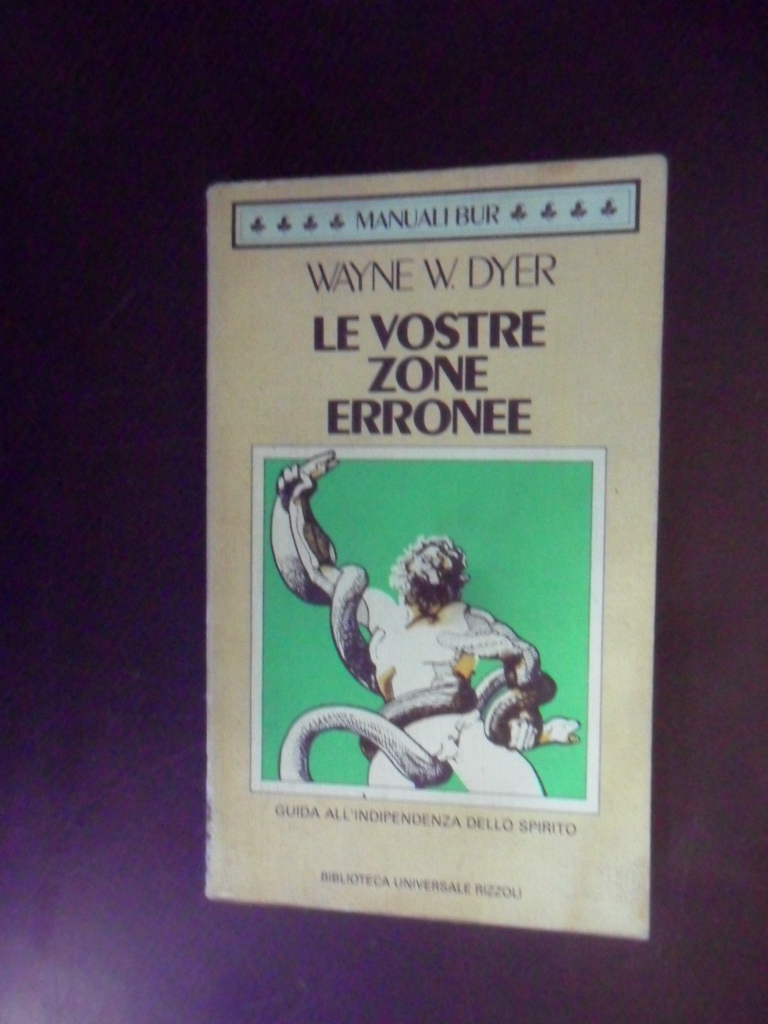 MANUALI BUR
WAYNE W. DYER
LE VOSTRE
ZONE
ERRONEE
GUIDA ALL'INDIPENDENZA DELLO SPIRITO
BIBLIOTECA UNIVERSALE RIZZOLI